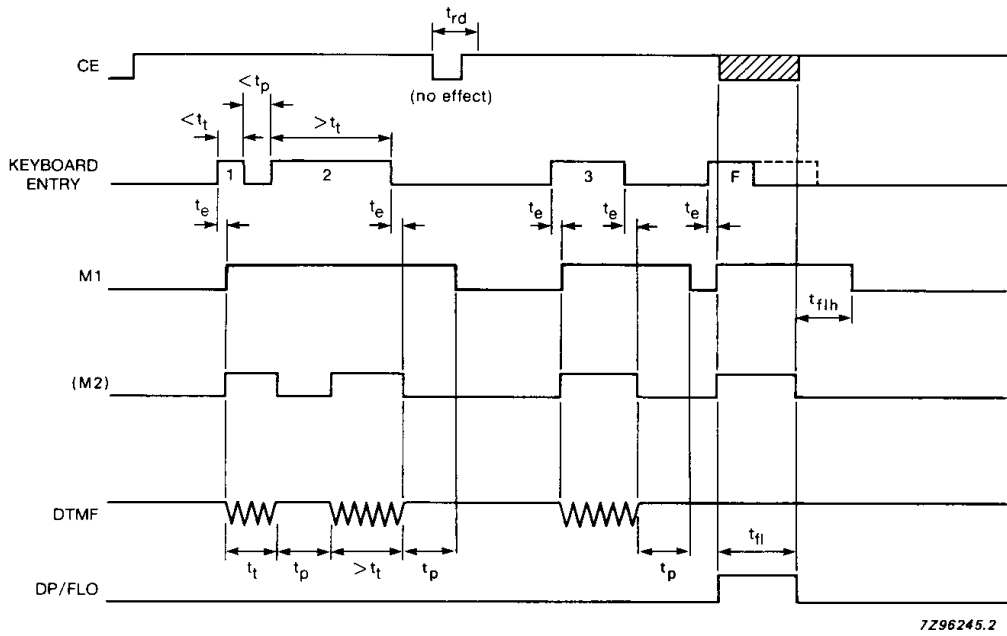 t_rd
CE
(no effect)
<t_p
<t_t
>t_t
KEYBOARD
ENTRY
1
2
3
F
t_e
t_e
t_e
t_e
t_e
M1
t_flh
(M2)
DTMF
t_t
t_p
>t_t
t_p
t_p
t_fl
DP/FLO
7Z96245.2